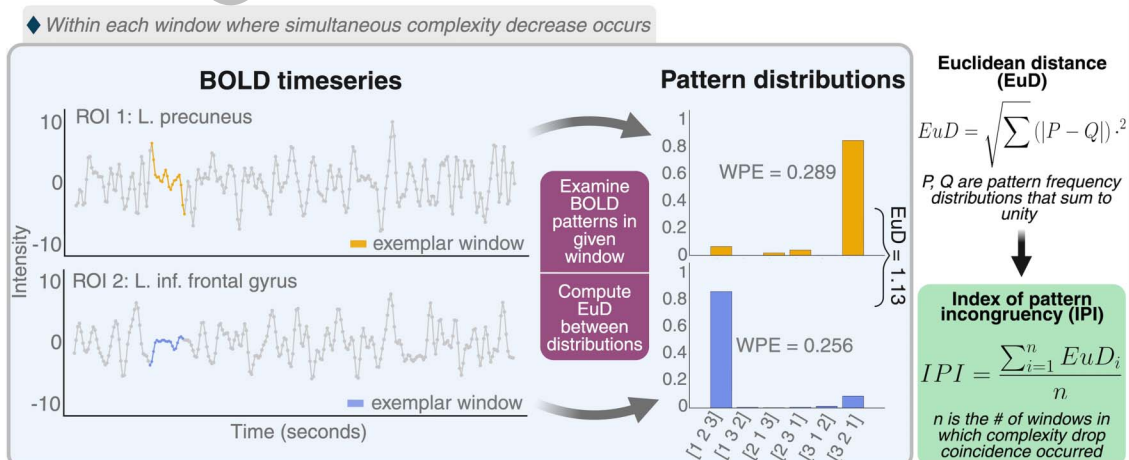 Within each window where simultaneous complexity decrease occurs
BOLD timeseries
ROI 1: L. precuneus
10
0
-10
exemplar window
Intensity
ROI 2: L. inf. frontal gyrus
10
0
-10
exemplar window
Time (seconds)
Examine
BOLD
patterns in
given
window
Compute
EuD
between
distributions
Pattern distributions
1
0.8
0.6
0.4
0.2
0
WPE = 0.289
1
0.8
0.6
0.4
0.2
0
WPE = 0.256
[1 2 3]
[1 3 2]
[2 1 3]
[2 3 1]
[3 1 2]
[3 2 1]
EuD = 1.13
Euclidean distance
(EuD)
EuD = √∑ (|P − Q|) ·²
P, Q are pattern frequency
distributions that sum to
unity
Index of pattern
incongruency (IPI)
IPI = ∑ⁿᵢ₌₁ EuDᵢ / n
n is the # of windows in
which complexity drop
coincidence occurred